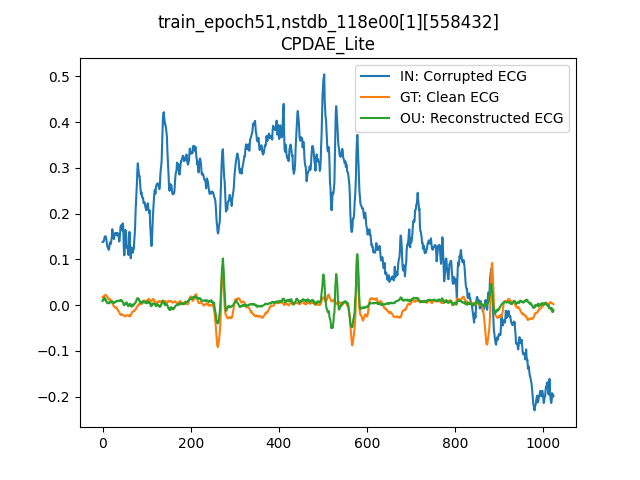 train_epoch51,nstdb_118e00[1][558432]
CPDAE_Lite
IN: Corrupted ECG
GT: Clean ECG
OU: Reconstructed ECG
0.5
0.4
0.3
0.2
0.1
0.0
−0.1
−0.2
0 200 400 600 800 1000